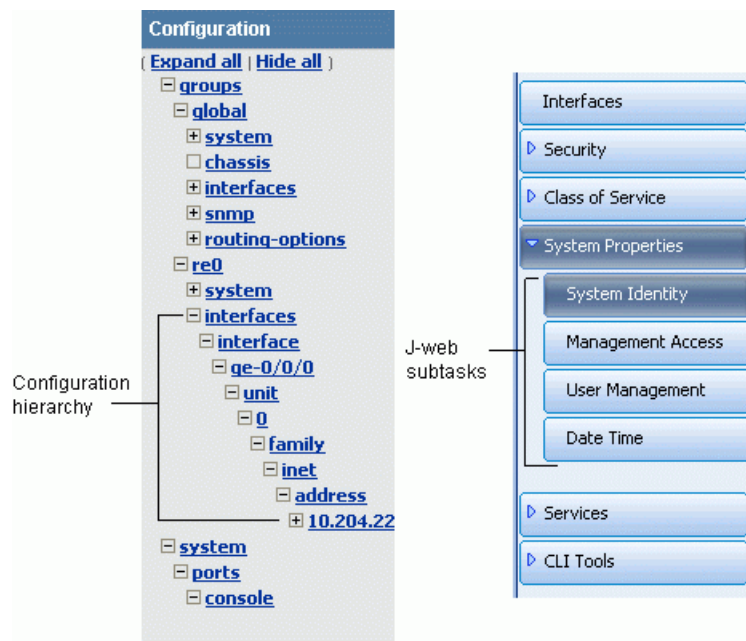 Configuration
( Expand all | Hide all )
groups
global
system
chassis
interfaces
snmp
routing-options
re0
system
interfaces
interface
ge-0/0/0
unit
0
family
inet
address
10.204.22
system
ports
console
Configuration
hierarchy
Interfaces
Security
Class of Service
System Properties
System Identity
Management Access
User Management
Date Time
Services
CLI Tools
J-web
subtasks